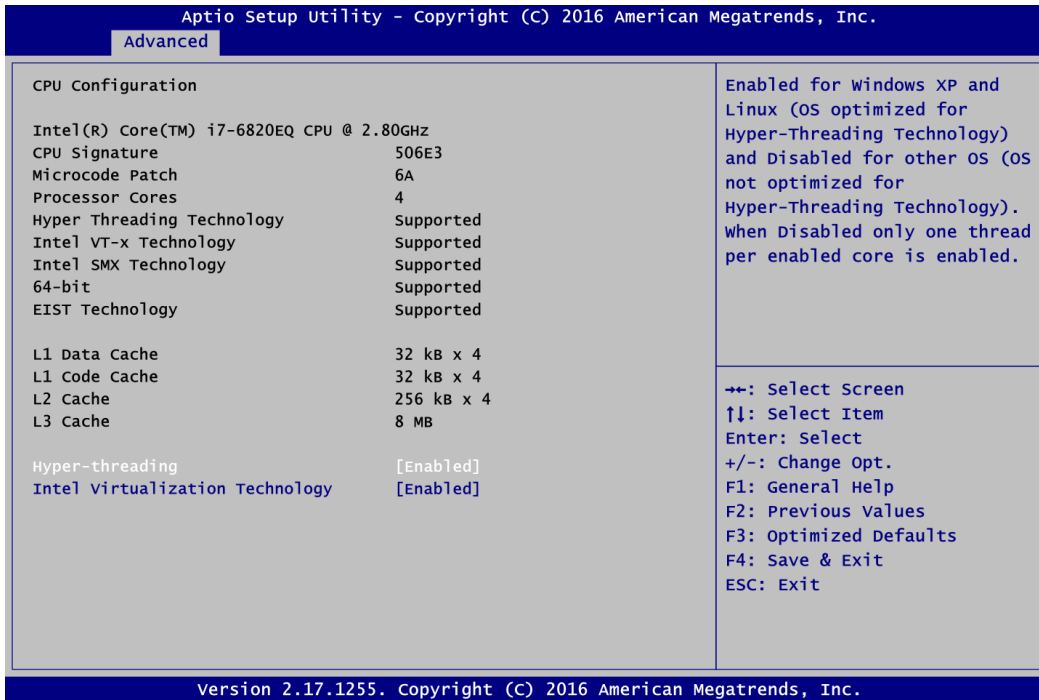 Aptio Setup Utility - Copyright (C) 2016 American Megatrends, Inc.
Advanced
CPU Configuration
Intel(R) Core(TM) i7-6820EQ CPU @ 2.80GHz
CPU Signature 506E3
Microcode Patch 6A
Processor Cores 4
Hyper Threading Technology Supported
Intel VT-x Technology Supported
Intel SMX Technology Supported
64-bit Supported
EIST Technology Supported
L1 Data Cache 32 kB x 4
L1 Code Cache 32 kB x 4
L2 Cache 256 kB x 4
L3 Cache 8 MB
Hyper-threading [Enabled]
Intel Virtualization Technology [Enabled]
Enabled for Windows XP and
Linux (OS optimized for
Hyper-Threading Technology)
and Disabled for other OS (OS
not optimized for
Hyper-Threading Technology).
When Disabled only one thread
per enabled core is enabled.
→←: Select Screen
↑↓: Select Item
Enter: Select
+/-: Change Opt.
F1: General Help
F2: Previous Values
F3: Optimized Defaults
F4: Save & Exit
ESC: Exit
Version 2.17.1255. Copyright (C) 2016 American Megatrends, Inc.